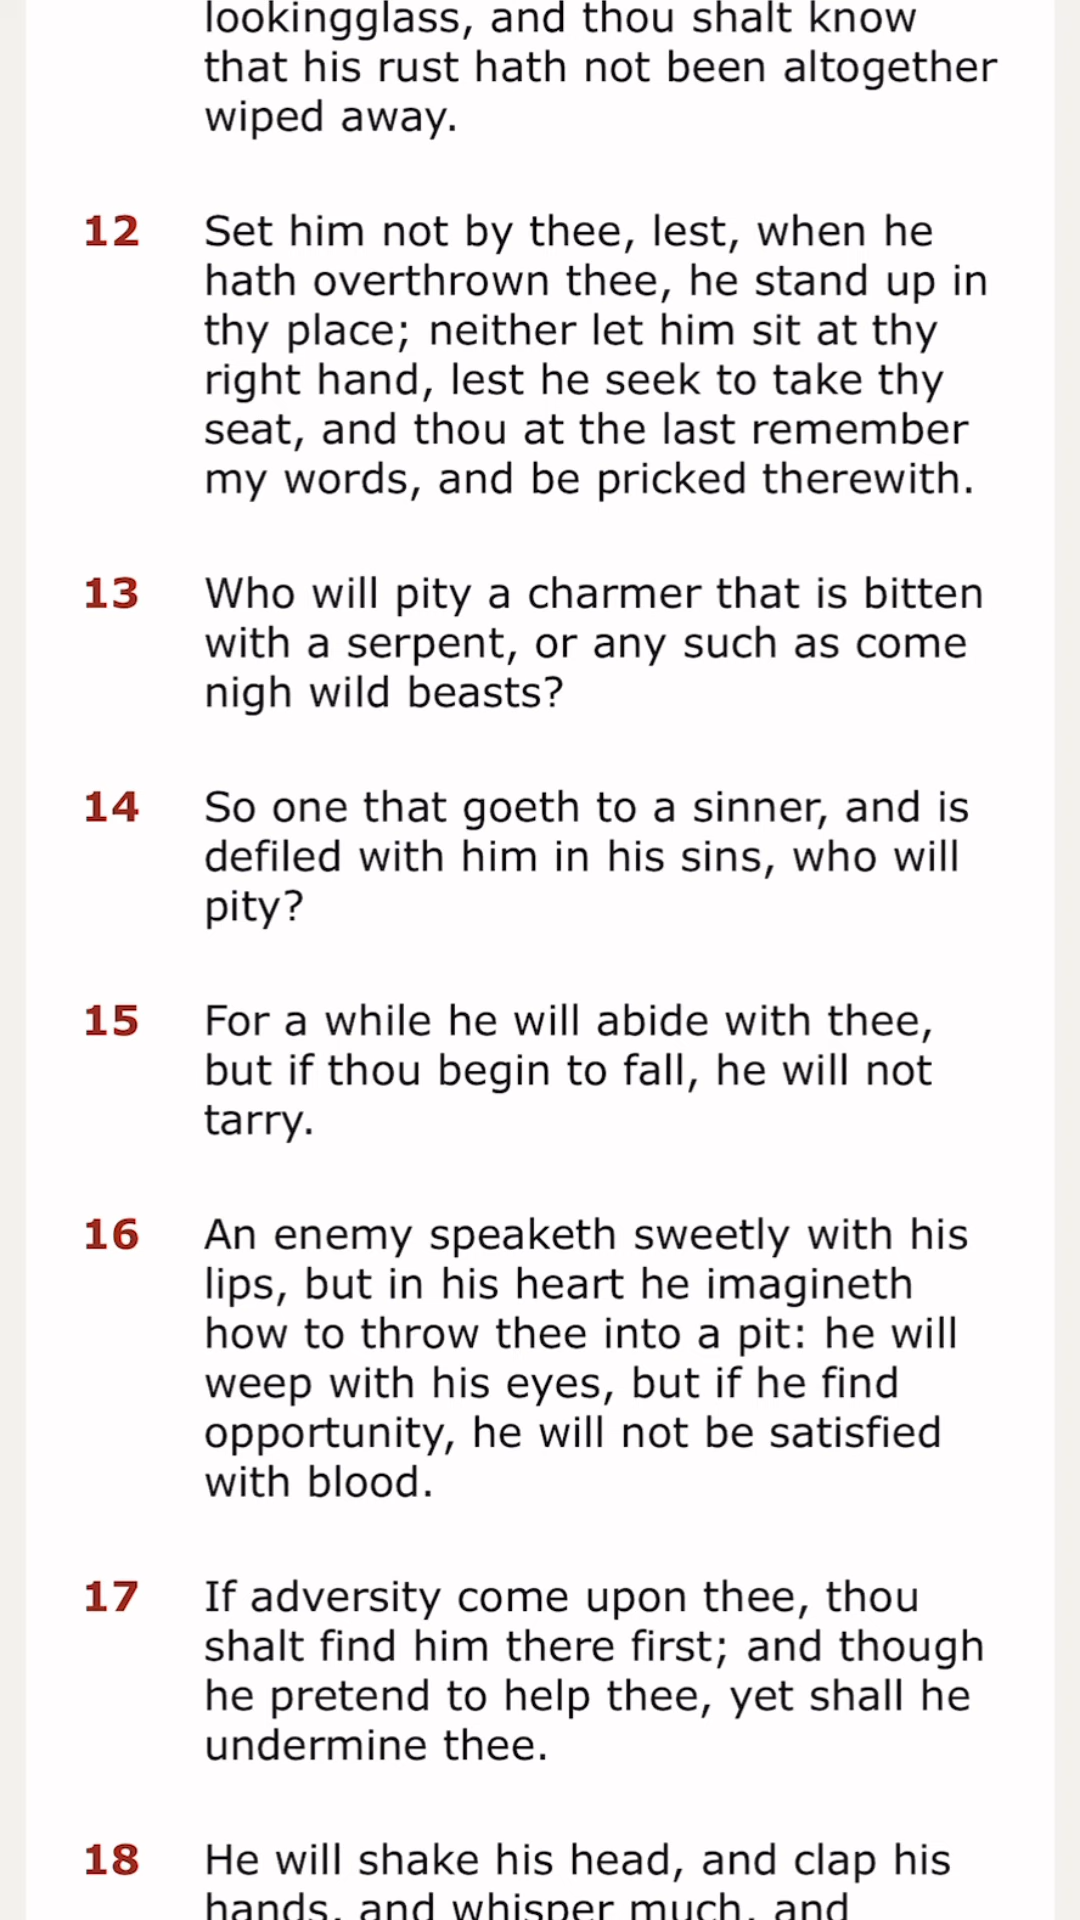 lookingglass, and thou shalt know
that his rust hath not been altogether
wiped away.
12 Set him not by thee, lest, when he
hath overthrown thee, he stand up in
thy place; neither let him sit at thy
right hand, lest he seek to take thy
seat, and thou at the last remember
my words, and be pricked therewith.
13 Who will pity a charmer that is bitten
with a serpent, or any such as come
nigh wild beasts?
14 So one that goeth to a sinner, and is
defiled with him in his sins, who will
pity?
15 For a while he will abide with thee,
but if thou begin to fall, he will not
tarry.
16 An enemy speaketh sweetly with his
lips, but in his heart he imagineth
how to throw thee into a pit: he will
weep with his eyes, but if he find
opportunity, he will not be satisfied
with blood.
17 If adversity come upon thee, thou
shalt find him there first; and though
he pretend to help thee, yet shall he
undermine thee.
18 He will shake his head, and clap his
hands, and whisper much, and